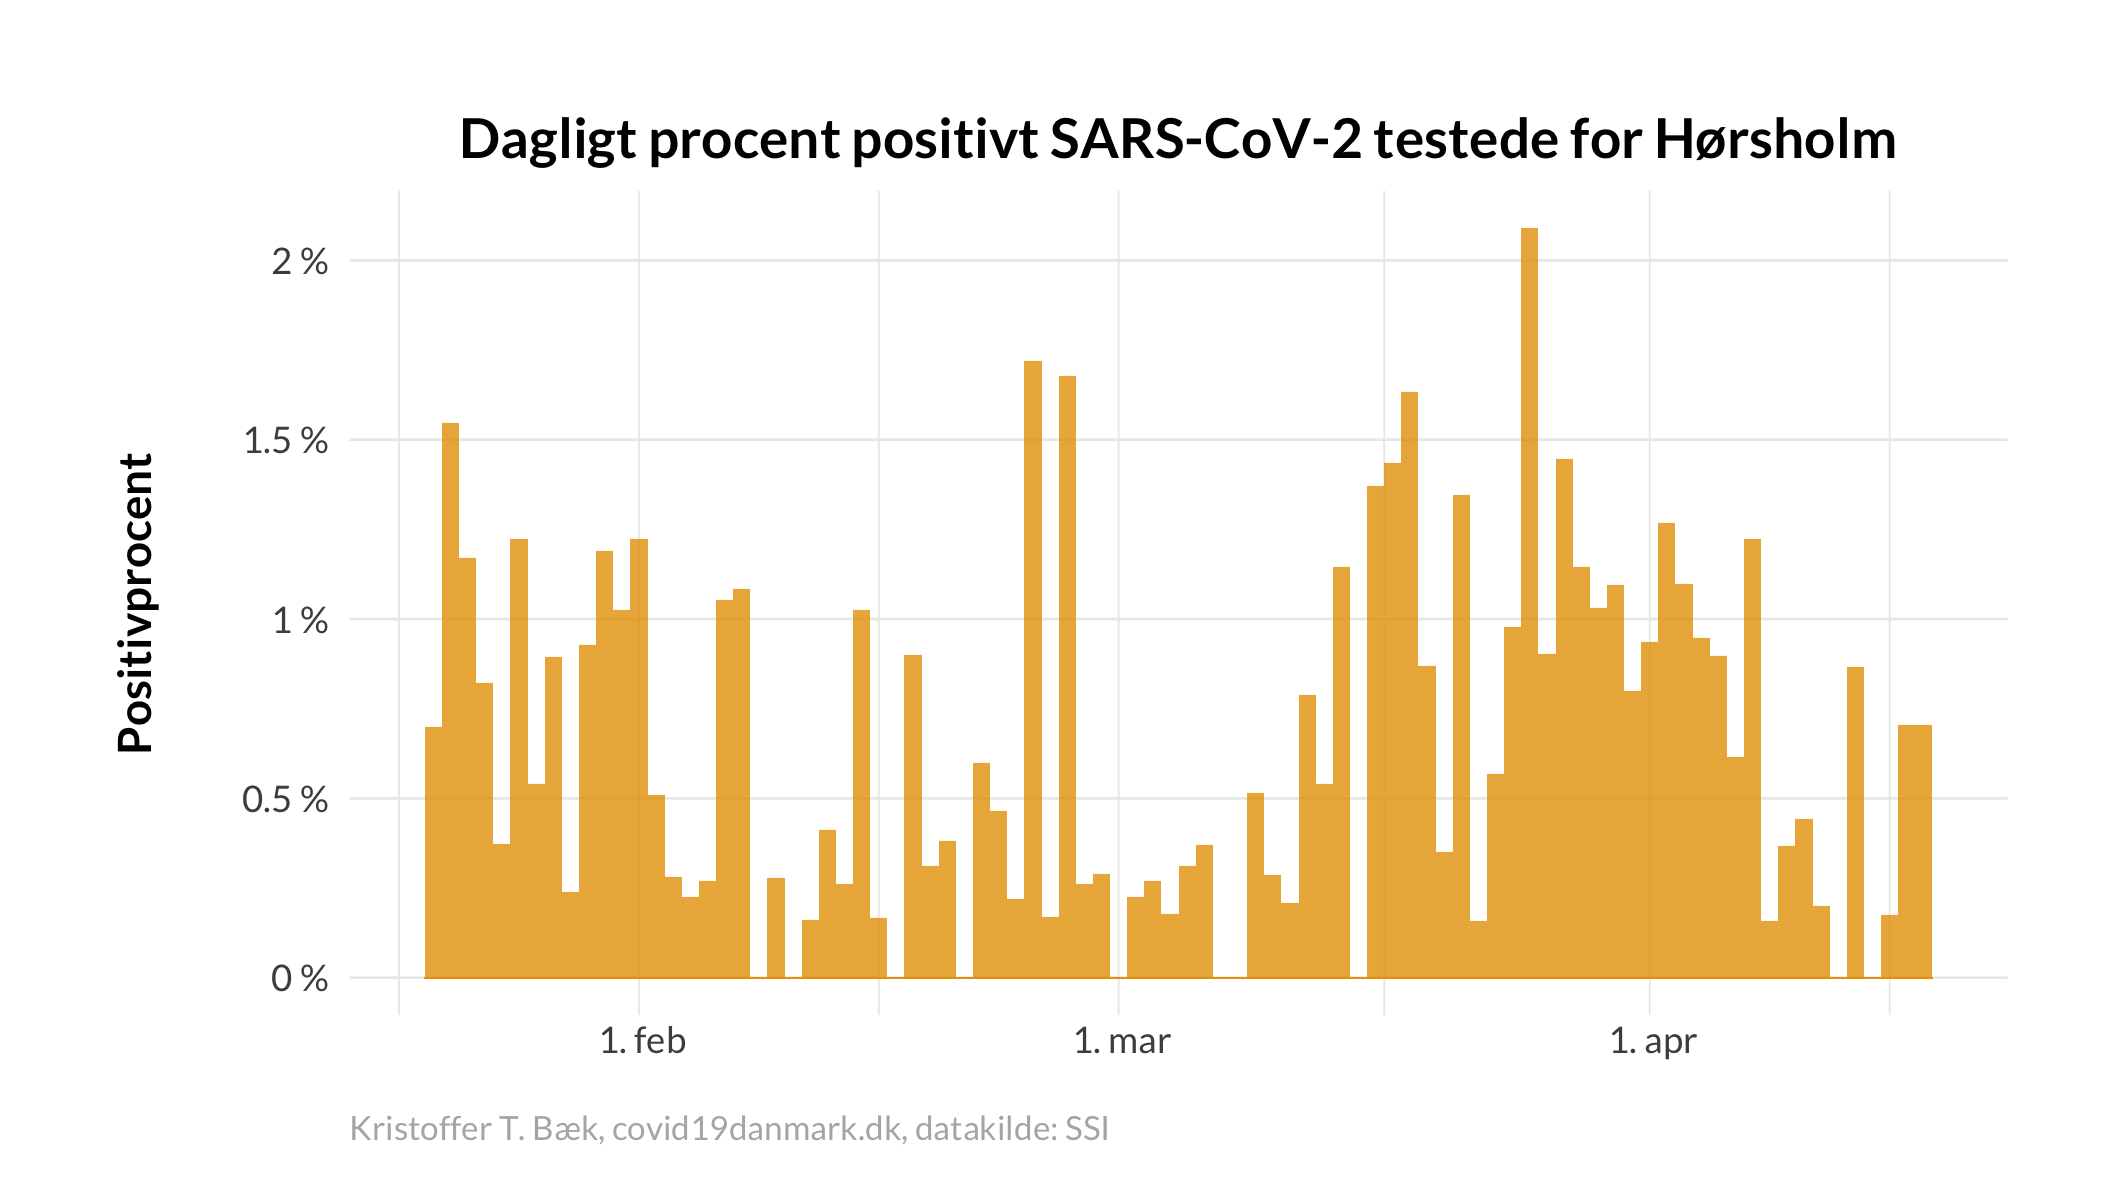 Dagligt procent positivt SARS-CoV-2 testede for Hørsholm
Positivprocent
2 %
1.5 %
1 %
0.5 %
0 %
1. feb
1. mar
1. apr
Kristoffer T. Bæk, covid19danmark.dk, datakilde: SSI